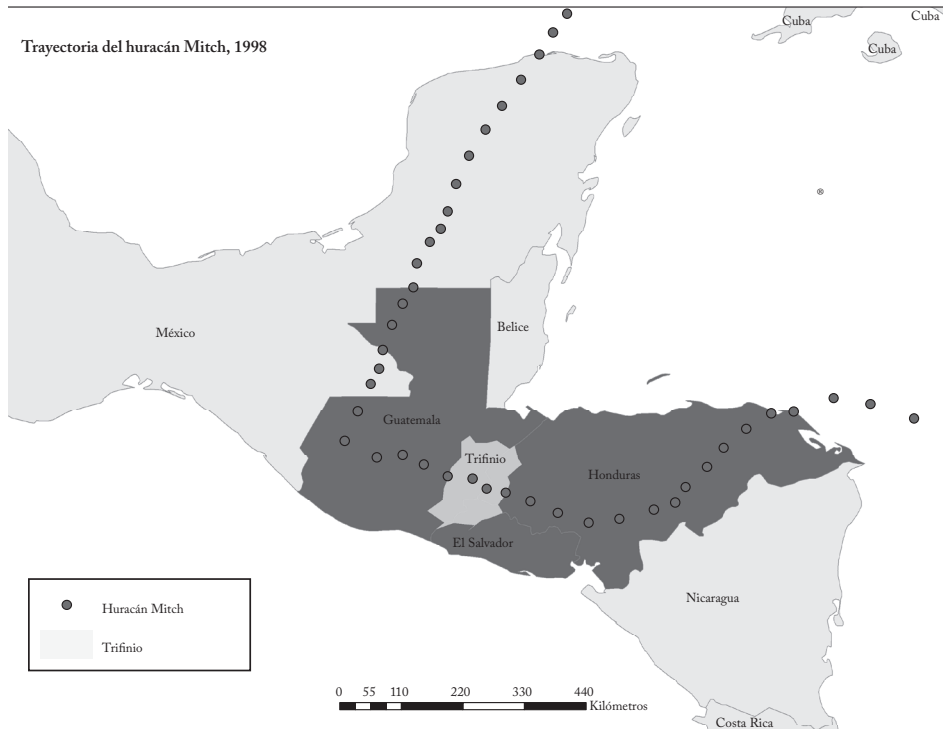 Cuba
Cuba
Cuba
Trayectoria del huracán Mitch, 1998
México
Belice
Guatemala
Trifinio
Honduras
El Salvador
Nicaragua
Costa Rica
Huracán Mitch
Trifinio
0 55 110 220 330 440
Kilómetros